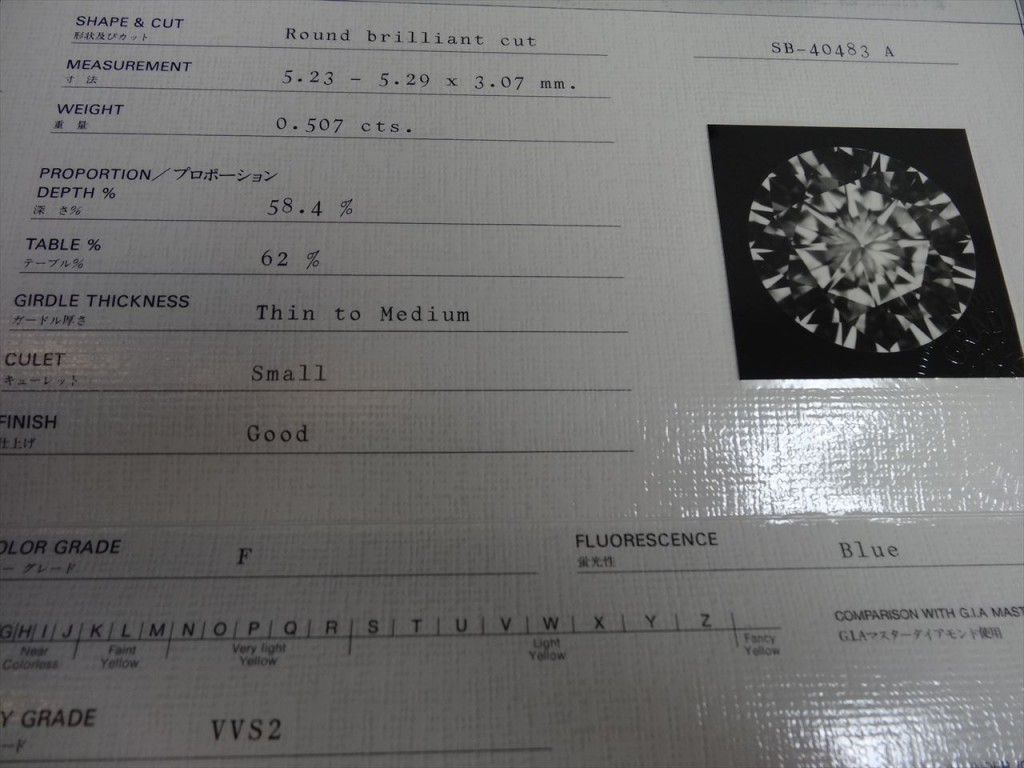 SHAPE & CUT Round brilliant cut
形状及びカット
SB-40483 A
MEASUREMENT 5.23 - 5.29 x 3.07 mm.
寸 法
WEIGHT 0.507 cts.
重 量
PROPORTION／プロポーション
DEPTH % 58.4 %
深 さ%
TABLE % 62 %
テーブル%
GIRDLE THICKNESS Thin to Medium
ガードル厚さ
CULET Small
キューレット
FINISH Good
仕上げ
OLOR GRADE F
ー グレード
FLUORESCENCE Blue
蛍光性
G H I J K L M N O P Q R S T U V W X Y Z
Near Colorless Faint Yellow Very light Yellow Light Yellow Fancy Yellow
COMPARISON WITH G.I.A MAST
G.I.Aマスターダイアモンド使用
Y GRADE VVS2
ード